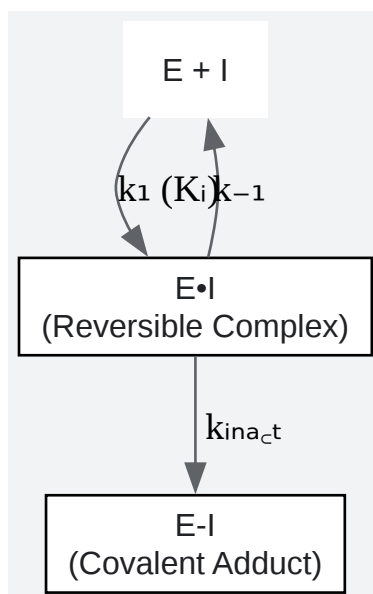 E + I
k₁ (Kᵢ)k₋₁
E•I
(Reversible Complex)
kᵢₙₐ꜀ₜ
E-I
(Covalent Adduct)